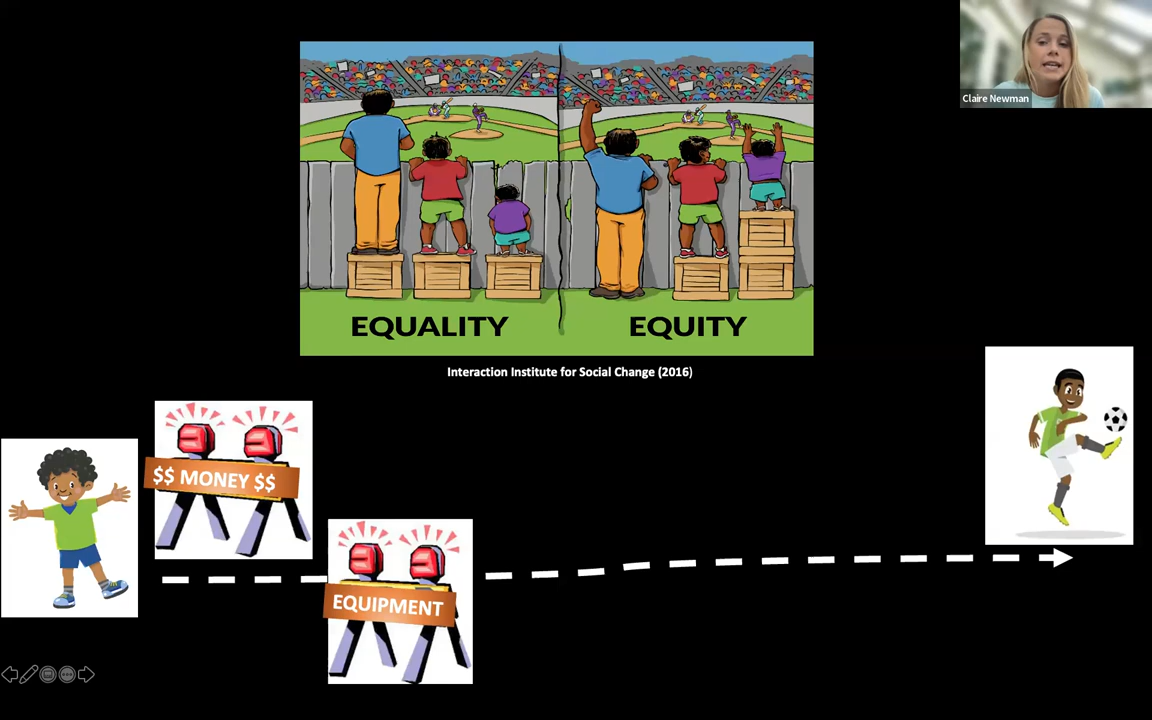 Claire Newman
EQUALITY
EQUITY
Interaction Institute for Social Change (2016)
$$ MONEY $$
EQUIPMENT